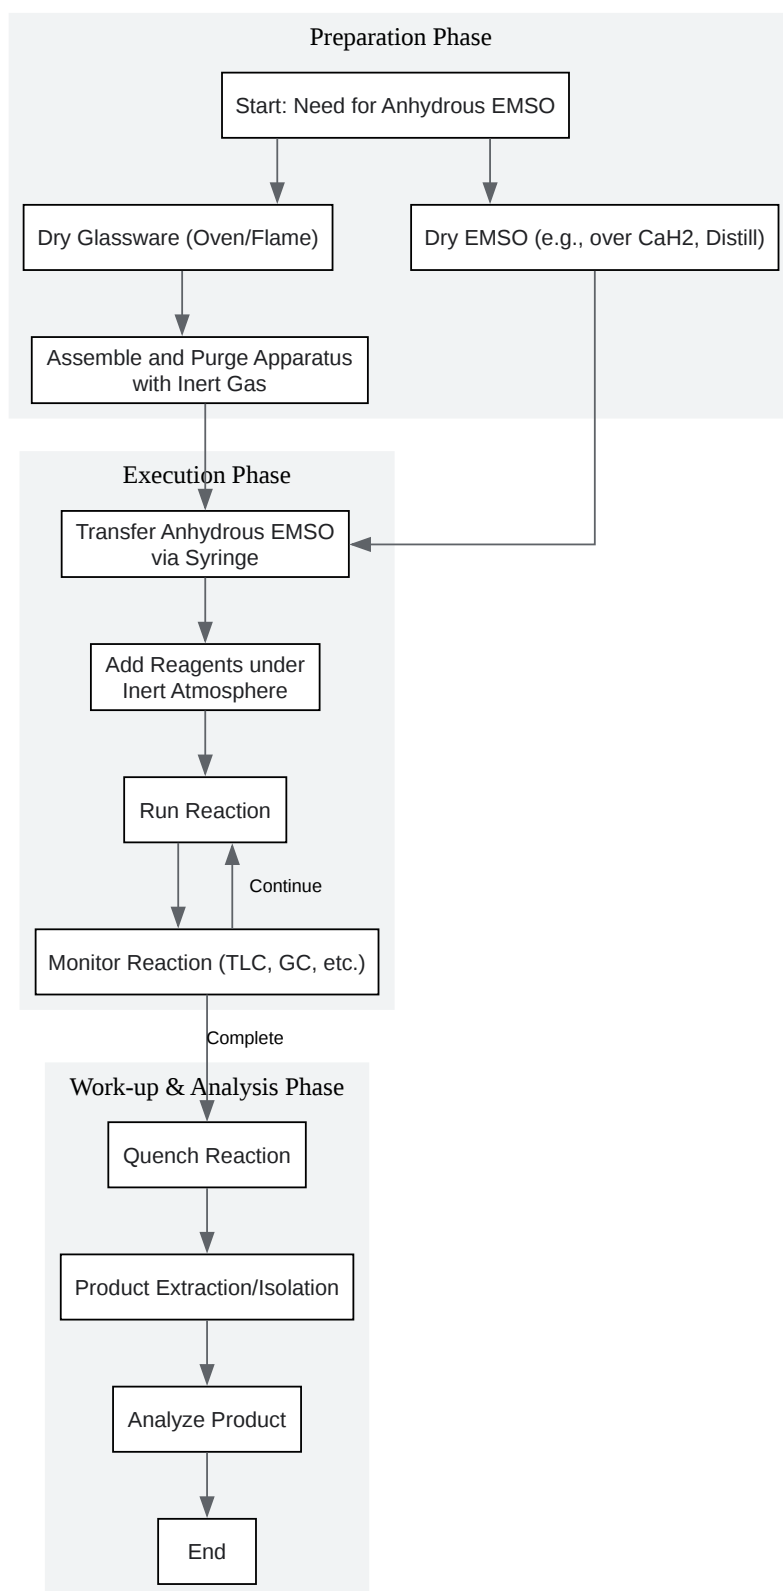 Preparation Phase
Start: Need for Anhydrous EMSO
Dry Glassware (Oven/Flame)
Dry EMSO (e.g., over CaH2, Distill)
Assemble and Purge Apparatus
with Inert Gas
Execution Phase
Transfer Anhydrous EMSO
via Syringe
Add Reagents under
Inert Atmosphere
Run Reaction
Continue
Monitor Reaction (TLC, GC, etc.)
Complete
Work-up & Analysis Phase
Quench Reaction
Product Extraction/Isolation
Analyze Product
End